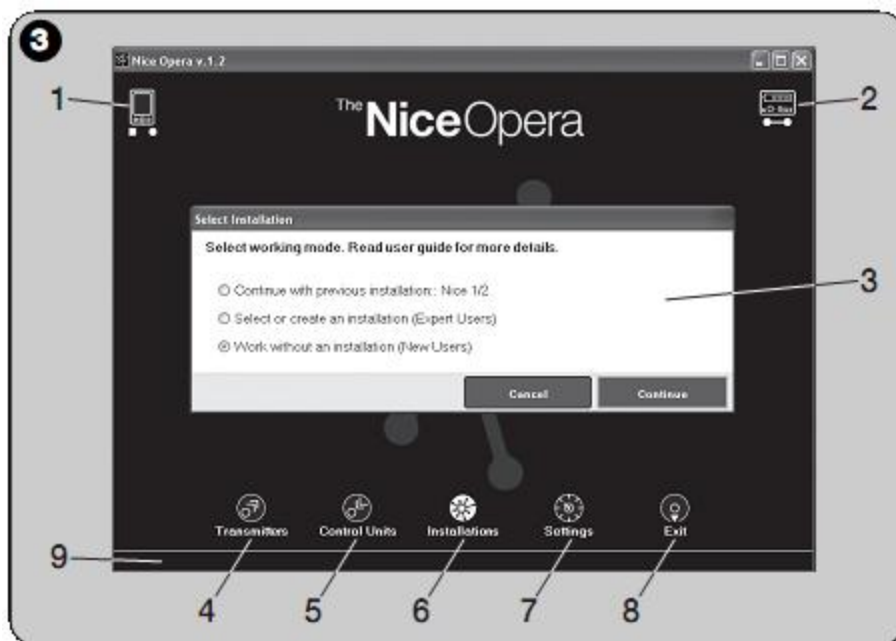 3
Nice Opera v.1.2
1
2
The NiceOpera
Select Installation
Select working mode. Read user guide for more details.
Continue with previous installation:: Nice 1/2
Select or create an installation (Expert Users)
Work without an installation (New Users)
3
Cancel Continue
Transmitters Control Units Installations Settings Exit
9
4 5 6 7 8